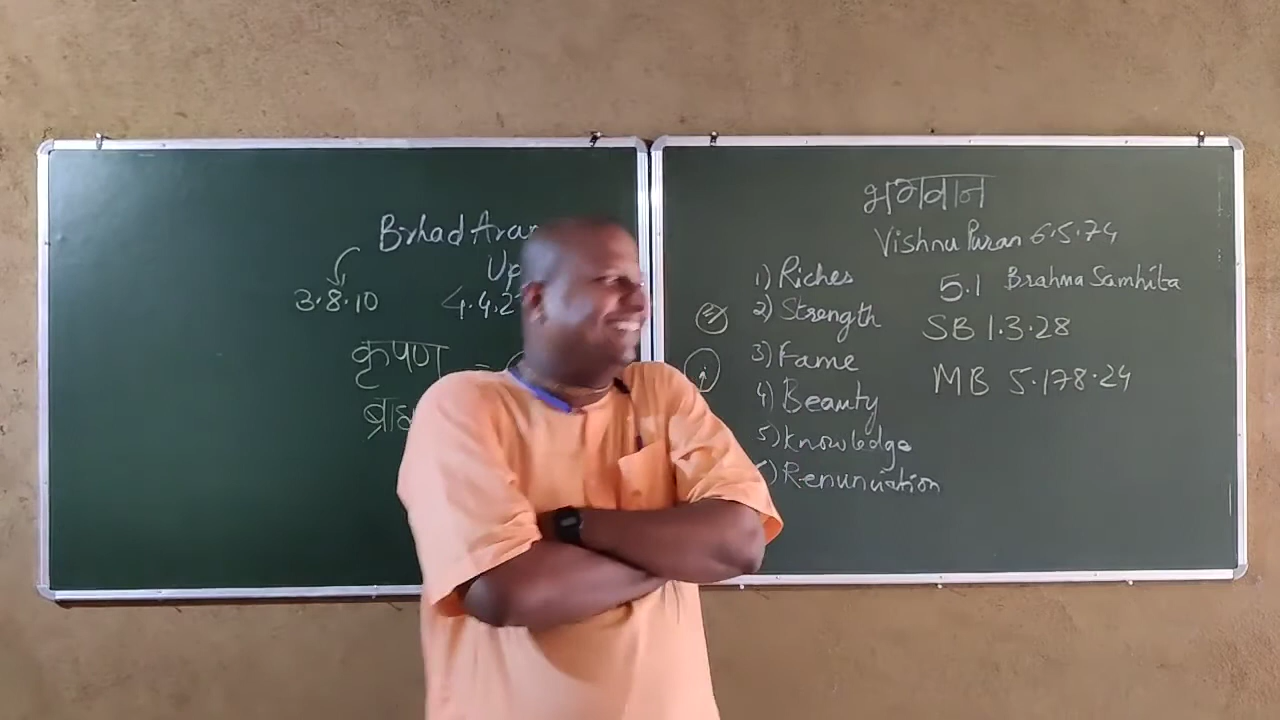 Brhad Aran
Up
3.8.10 4.4.2
कृपण =
ब्राह्म
भगवान
Vishnu Puran 6.5.74
1) Riches
2) Strength
3) Fame
4) Beauty
5) Knowledge
6) Renunciation
5.1 Brahma Samhita
SB 1.3.28
MB 5.178.24